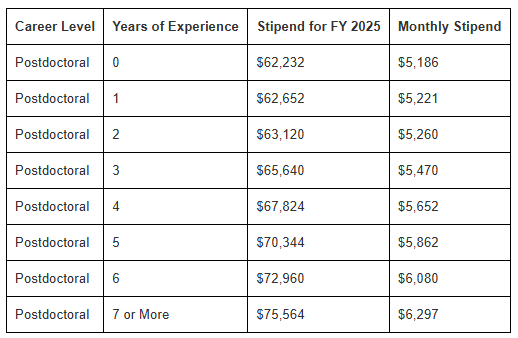 Career Level Years of Experience Stipend for FY 2025 Monthly Stipend
Postdoctoral 0 $62,232 $5,186
Postdoctoral 1 $62,652 $5,221
Postdoctoral 2 $63,120 $5,260
Postdoctoral 3 $65,640 $5,470
Postdoctoral 4 $67,824 $5,652
Postdoctoral 5 $70,344 $5,862
Postdoctoral 6 $72,960 $6,080
Postdoctoral 7 or More $75,564 $6,297